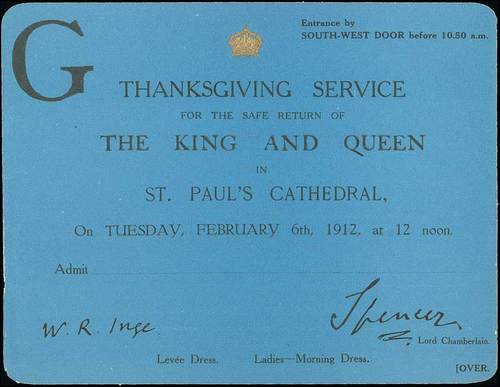 G
Entrance by
SOUTH-WEST DOOR before 10.50 a.m.
THANKSGIVING SERVICE
FOR THE SAFE RETURN OF
THE KING AND QUEEN
IN
ST. PAUL'S CATHEDRAL,
On TUESDAY, FEBRUARY 6th, 1912, at 12 noon.
Admit
W. R. Inge.
Spencer
Lord Chamberlain.
Levée Dress. Ladies—Morning Dress.
[OVER.